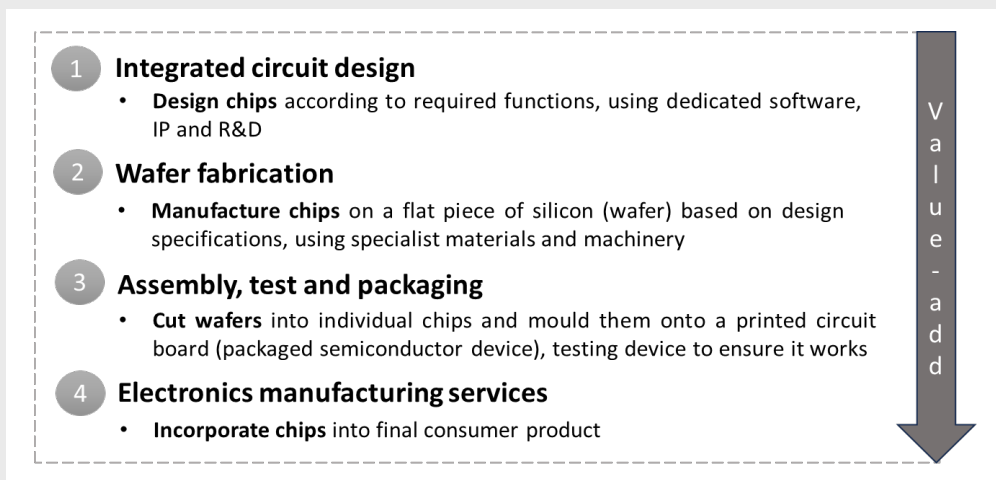 1 Integrated circuit design
• Design chips according to required functions, using dedicated software,
IP and R&D
2 Wafer fabrication
• Manufacture chips on a flat piece of silicon (wafer) based on design
specifications, using specialist materials and machinery
3 Assembly, test and packaging
• Cut wafers into individual chips and mould them onto a printed circuit
board (packaged semiconductor device), testing device to ensure it works
4 Electronics manufacturing services
• Incorporate chips into final consumer product
Value-add